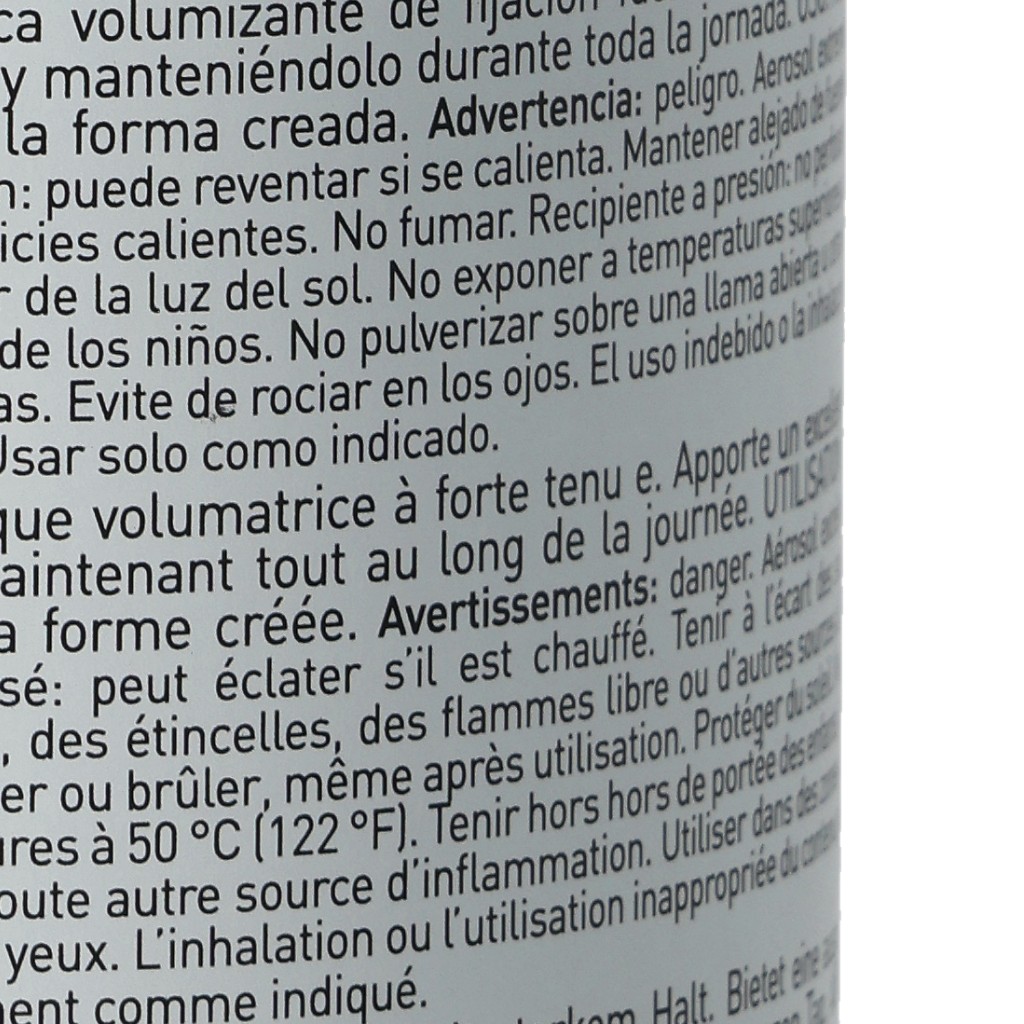 ca volumizante de fijación
y manteniéndolo durante toda la jornada.
la forma creada. Advertencia: peligro. Aerosol
n: puede reventar si se calienta. Mantener alejado de
icies calientes. No fumar. Recipiente a presión: no
r de la luz del sol. No exponer a temperaturas
de los niños. No pulverizar sobre una llama abierta
as. Evite de rociar en los ojos. El uso indebido o la
Usar solo como indicado.
que volumatrice à forte tenu e. Apporte un
aintenant tout au long de la journée.
a forme créée. Avertissements: danger. Aérosol
sé: peut éclater s'il est chauffé. Tenir à l'écart des
, des étincelles, des flammes libre ou d'autres sources
er ou brûler, même après utilisation. Protéger du soleil
ures à 50 °C (122 °F). Tenir hors hors de portée des
oute autre source d'inflammation. Utiliser dans des
yeux. L'inhalation ou l'utilisation inappropriée du
ment comme indiqué.
Halt. Bietet eine